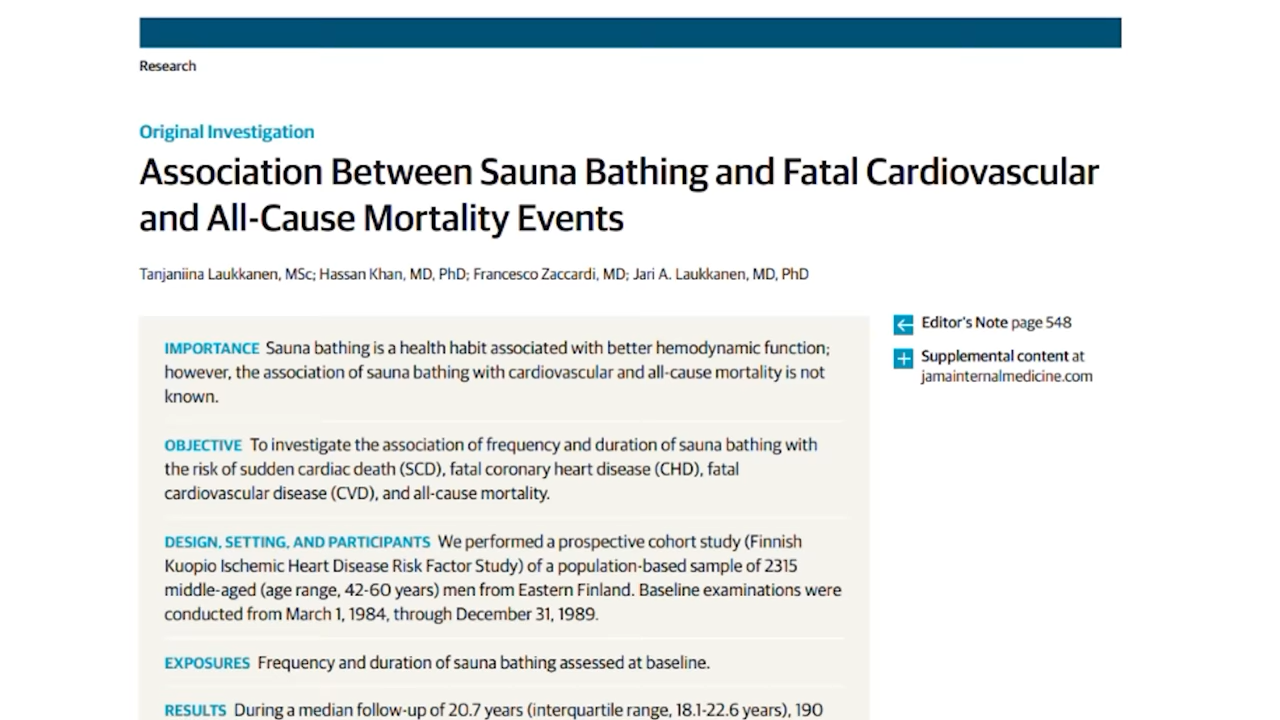 Research
Original Investigation
Association Between Sauna Bathing and Fatal Cardiovascular
and All-Cause Mortality Events
Tanjaniina Laukkanen, MSc; Hassan Khan, MD, PhD; Francesco Zaccardi, MD; Jari A. Laukkanen, MD, PhD
IMPORTANCE Sauna bathing is a health habit associated with better hemodynamic function;
however, the association of sauna bathing with cardiovascular and all-cause mortality is not
known.
OBJECTIVE To investigate the association of frequency and duration of sauna bathing with
the risk of sudden cardiac death (SCD), fatal coronary heart disease (CHD), fatal
cardiovascular disease (CVD), and all-cause mortality.
DESIGN, SETTING, AND PARTICIPANTS We performed a prospective cohort study (Finnish
Kuopio Ischemic Heart Disease Risk Factor Study) of a population-based sample of 2315
middle-aged (age range, 42-60 years) men from Eastern Finland. Baseline examinations were
conducted from March 1, 1984, through December 31, 1989.
EXPOSURES Frequency and duration of sauna bathing assessed at baseline.
RESULTS During a median follow-up of 20.7 years (interquartile range, 18.1-22.6 years), 190
Editor's Note page 548
Supplemental content at
jamainternalmedicine.com